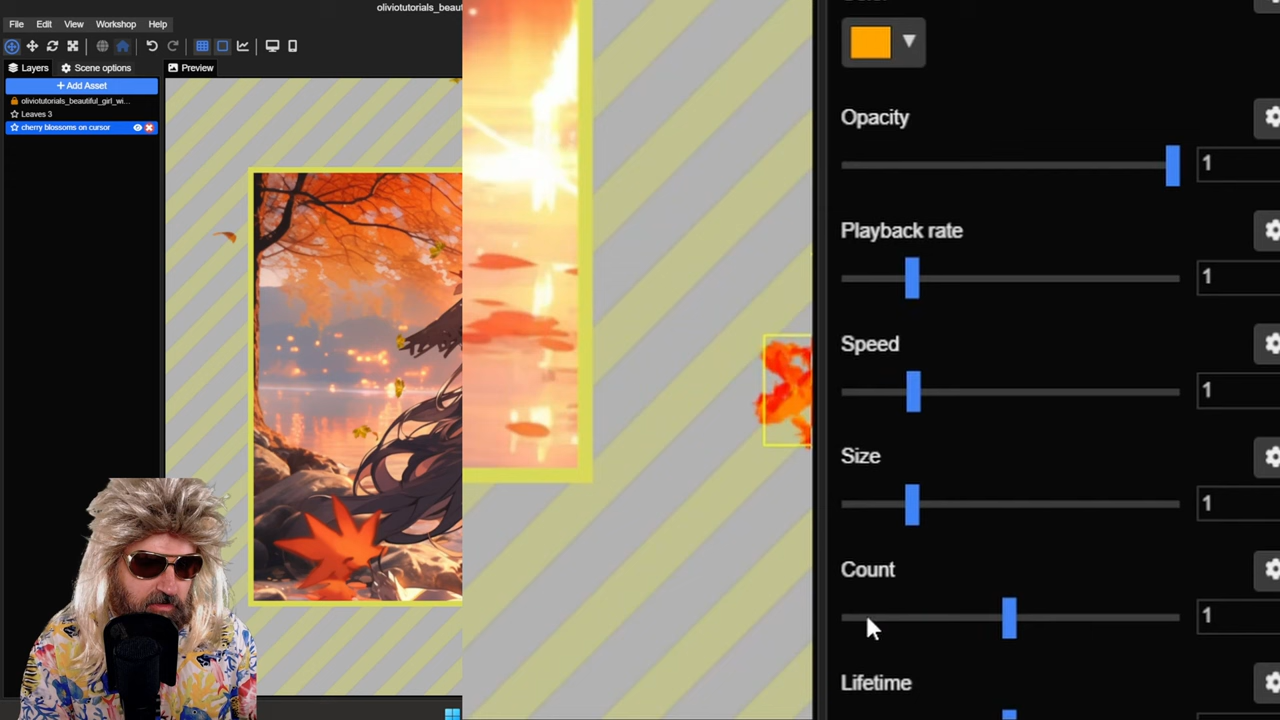 oliviotutorials_beaut
File Edit View Workshop Help
Layers Scene options Preview
+ Add Asset
oliviotutorials_beautiful_girl_wi...
Leaves 3
cherry blossoms on cursor
Opacity
1
Playback rate
1
Speed
1
Size
1
Count
1
Lifetime